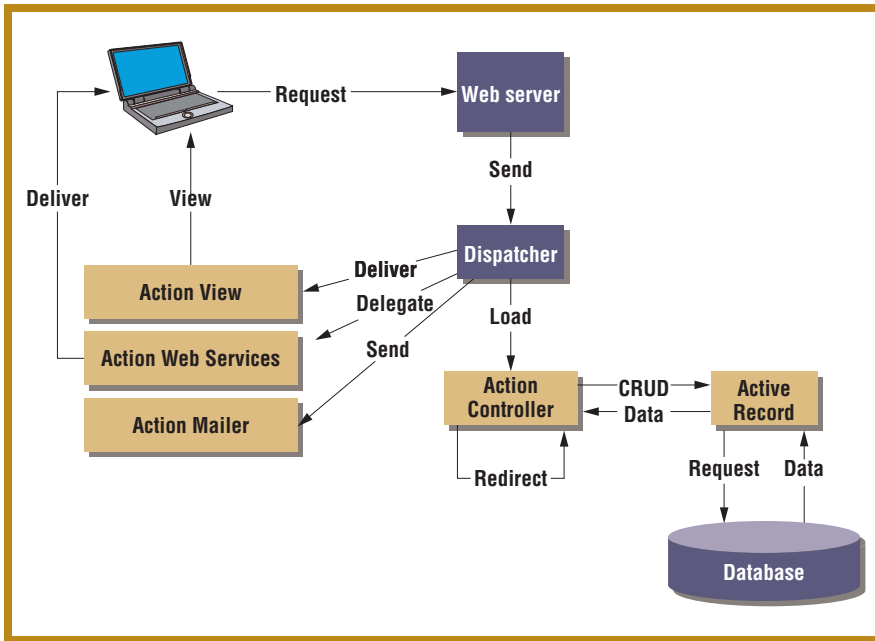 Request
Web server
Send
Deliver
View
Dispatcher
Deliver
Action View
Delegate
Load
Action Web Services
Send
Action
Controller
CRUD
Data
Active
Record
Action Mailer
Redirect
Request
Data
Database